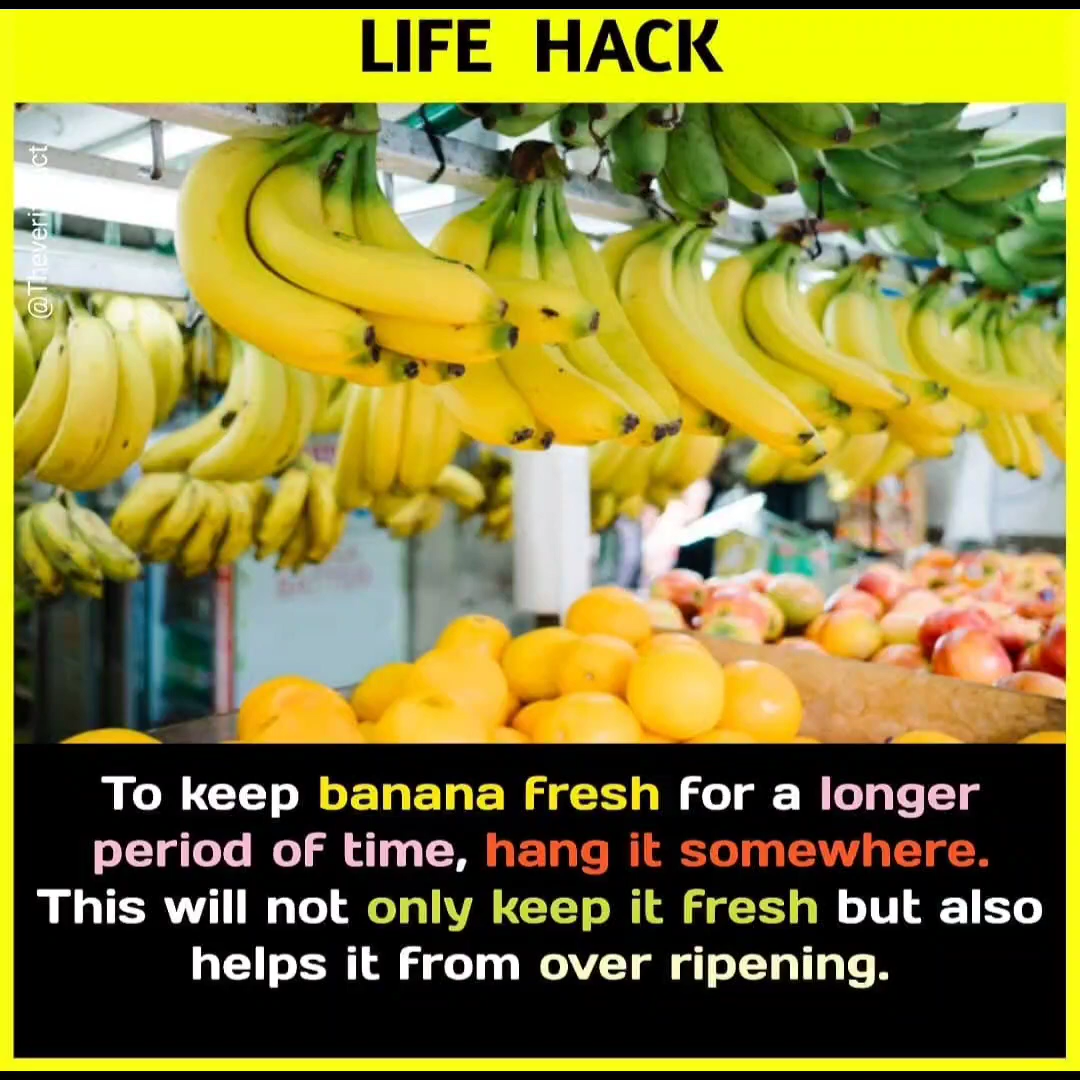 LIFE HACK
To keep banana fresh for a longer
period of time, hang it somewhere.
This will not only keep it fresh but also
helps it from over ripening.